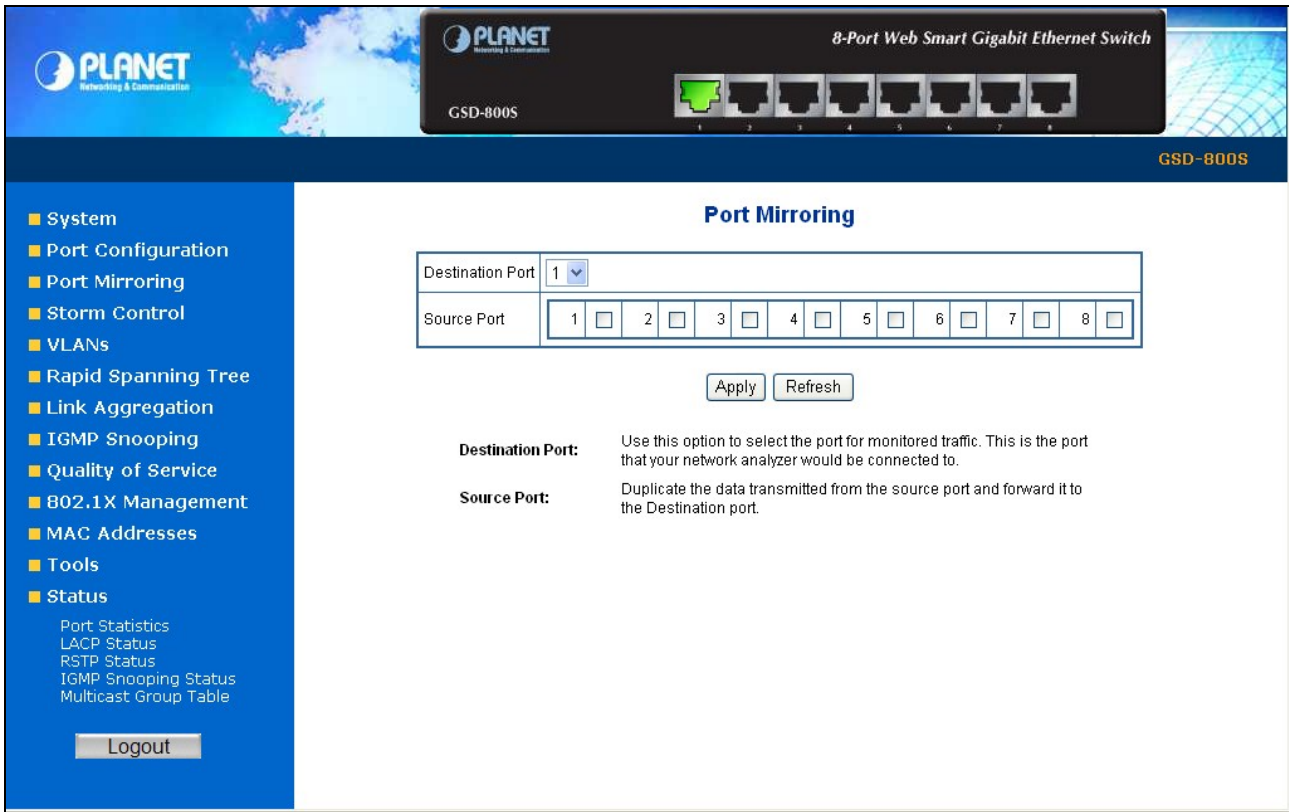 PLANET
Networking & Communication
PLANET
Networking & Communication
8-Port Web Smart Gigabit Ethernet Switch
GSD-800S
1 2 3 4 5 6 7 8
GSD-800S
System
Port Configuration
Port Mirroring
Storm Control
VLANs
Rapid Spanning Tree
Link Aggregation
IGMP Snooping
Quality of Service
802.1X Management
MAC Addresses
Tools
Status
Port Statistics
LACP Status
RSTP Status
IGMP Snooping Status
Multicast Group Table
Logout
Port Mirroring
Destination Port 1
Source Port 1 2 3 4 5 6 7 8
Apply Refresh
Destination Port: Use this option to select the port for monitored traffic. This is the port
that your network analyzer would be connected to.
Source Port: Duplicate the data transmitted from the source port and forward it to
the Destination port.